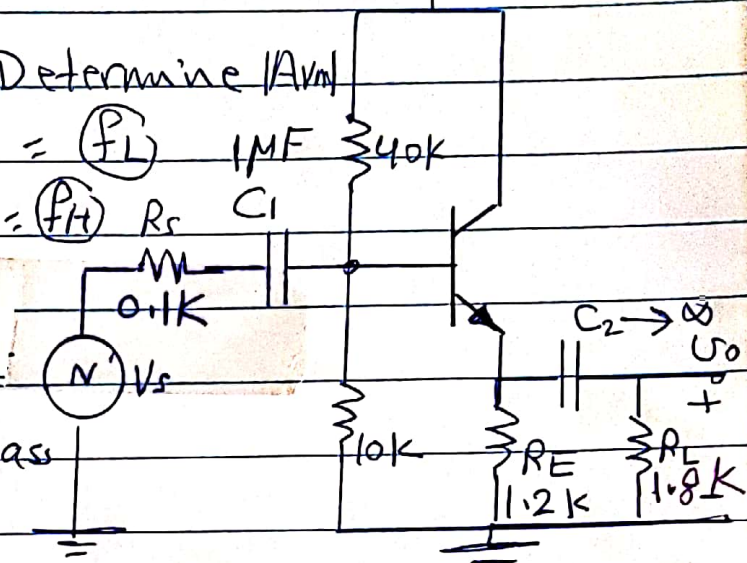 Determine |Avm|
= fL 1MF 40K
= fH Rs C1
0.1K
C2 → ∞
Vs
Vo
+
ass 10K RE RL
1.2K 1.8K